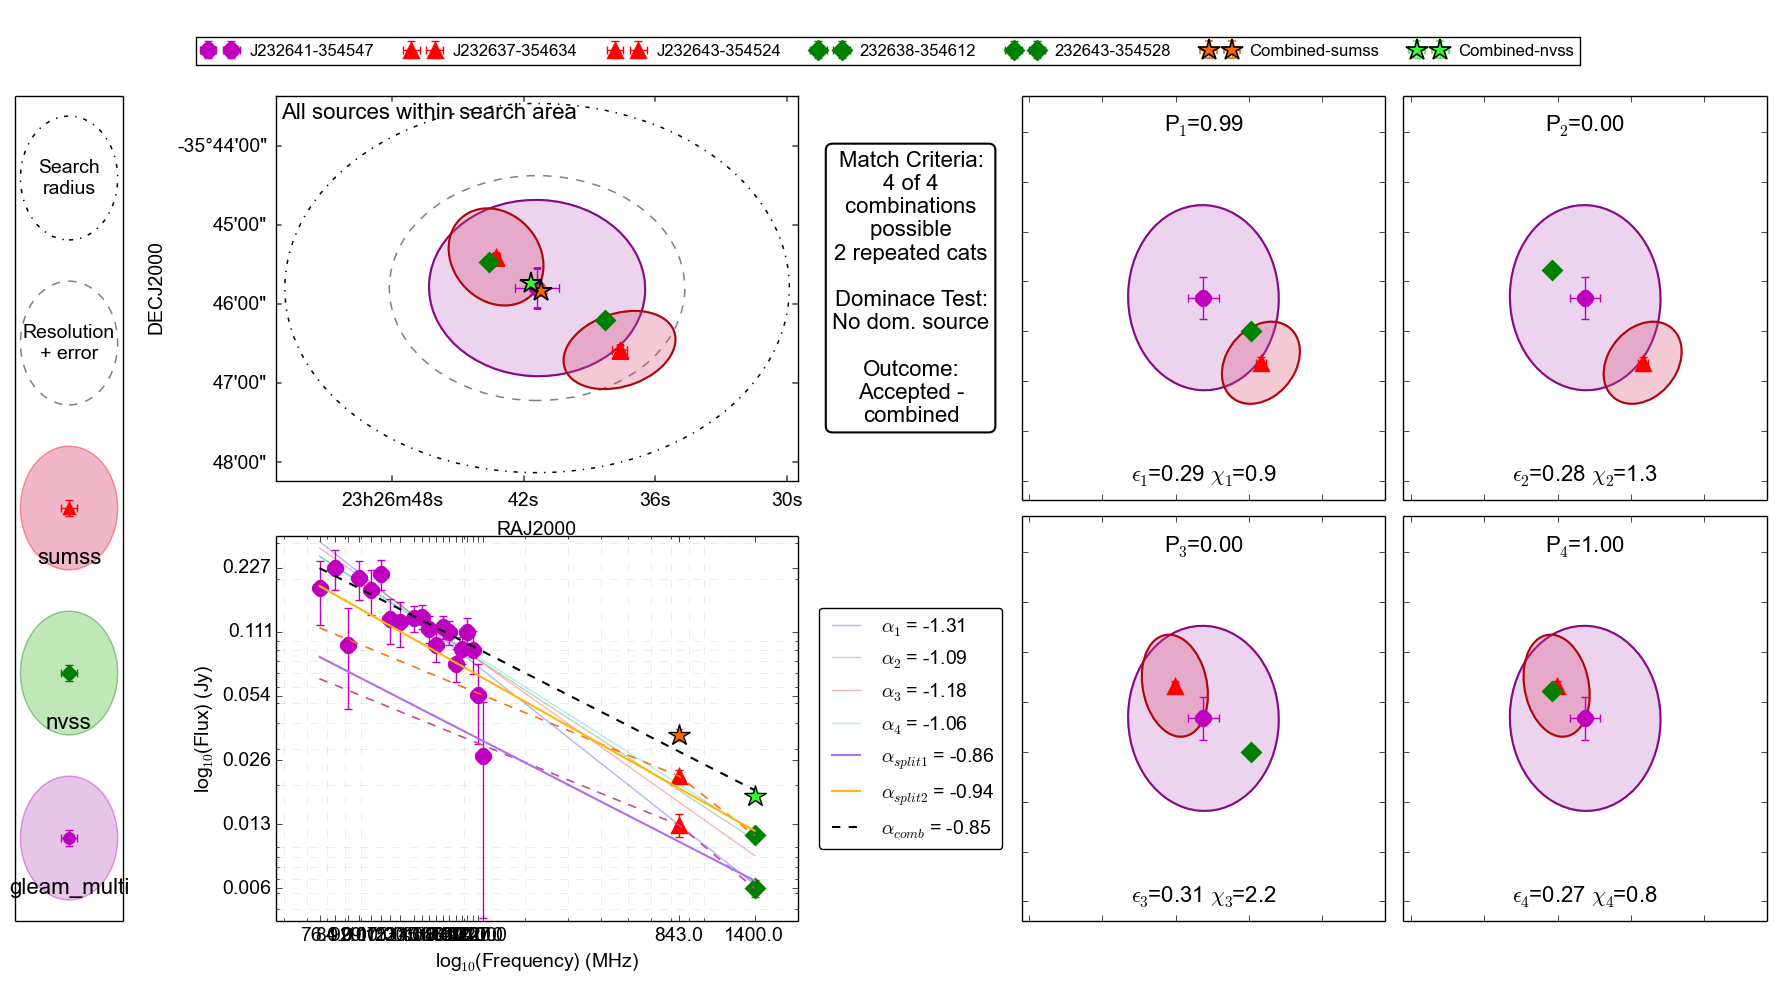 J232641-354547 J232637-354634 J232643-354524 232638-354612 232643-354528 Combined-sumss Combined-nvss
Search
radius
Resolution
+ error
sumss
nvss
gleam_multi
All sources within search area
-35°44'00"
45'00"
46'00"
47'00"
48'00"
DECJ2000
23h26m48s 42s 36s 30s
RAJ2000
Match Criteria:
4 of 4
combinations
possible
2 repeated cats
Dominace Test:
No dom. source
Outcome:
Accepted -
combined
P1=0.99
ϵ1=0.29 χ1=0.9
P2=0.00
ϵ2=0.28 χ2=1.3
P3=0.00
ϵ3=0.31 χ3=2.2
P4=1.00
ϵ4=0.27 χ4=0.8
0.227
0.111
0.054
0.026
0.013
0.006
log10(Flux) (Jy)
843.0 1400.0
log10(Frequency) (MHz)
α1 = -1.31
α2 = -1.09
α3 = -1.18
α4 = -1.06
αsplit1 = -0.86
αsplit2 = -0.94
αcomb = -0.85